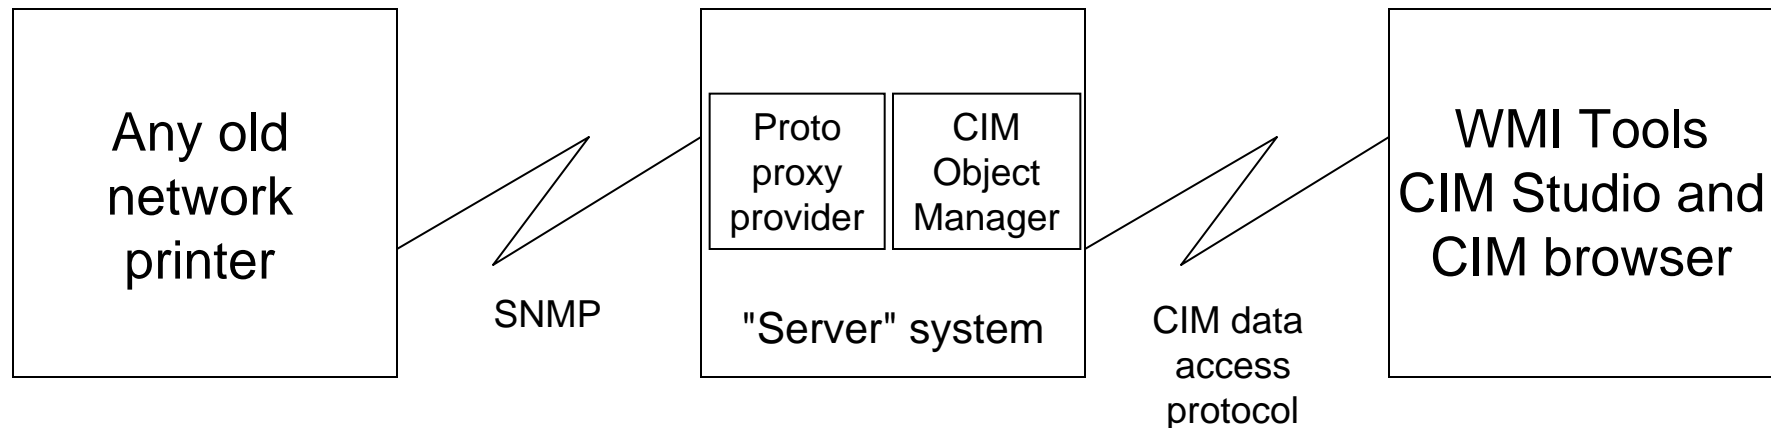 Any old
network
printer
SNMP
Proto
proxy
provider
CIM
Object
Manager
"Server" system
CIM data
access
protocol
WMI Tools
CIM Studio and
CIM browser